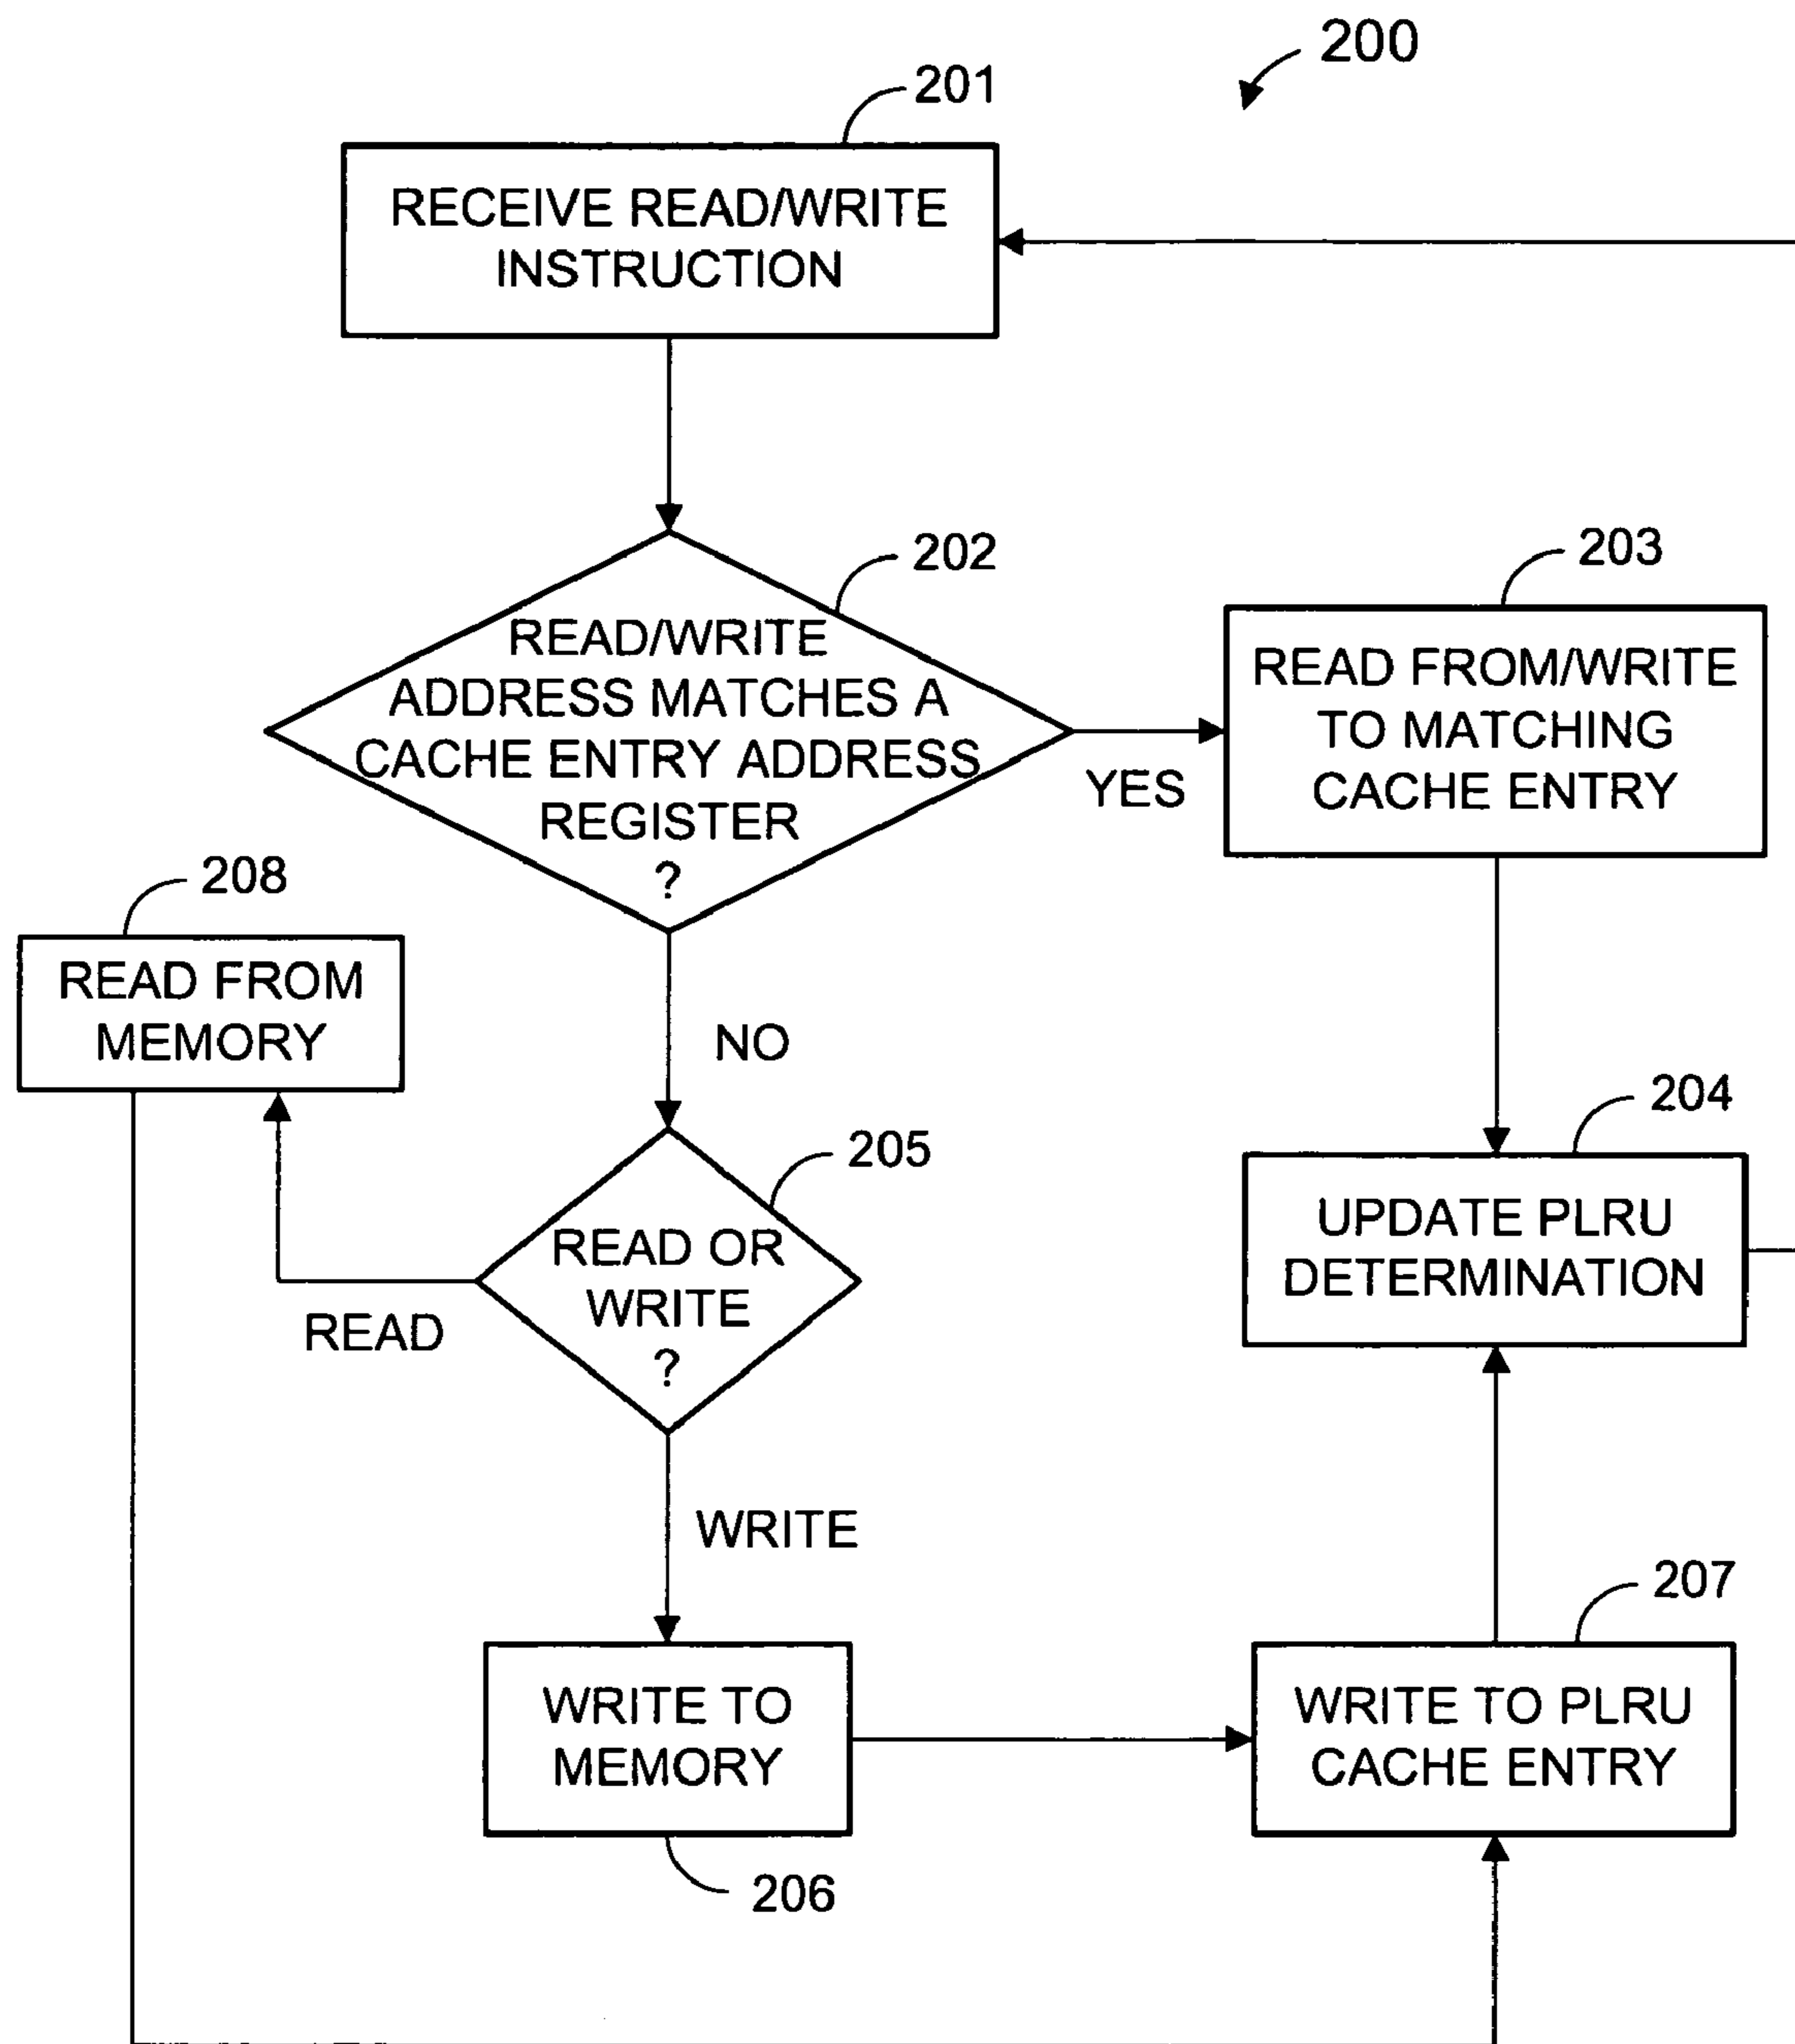 200
201
RECEIVE READ/WRITE
INSTRUCTION
202
READ/WRITE
ADDRESS MATCHES A
CACHE ENTRY ADDRESS
REGISTER
?
YES
203
READ FROM/WRITE
TO MATCHING
CACHE ENTRY
208
READ FROM
MEMORY
NO
204
UPDATE PLRU
DETERMINATION
205
READ OR
WRITE
?
READ
WRITE
207
WRITE TO
MEMORY
206
WRITE TO PLRU
CACHE ENTRY